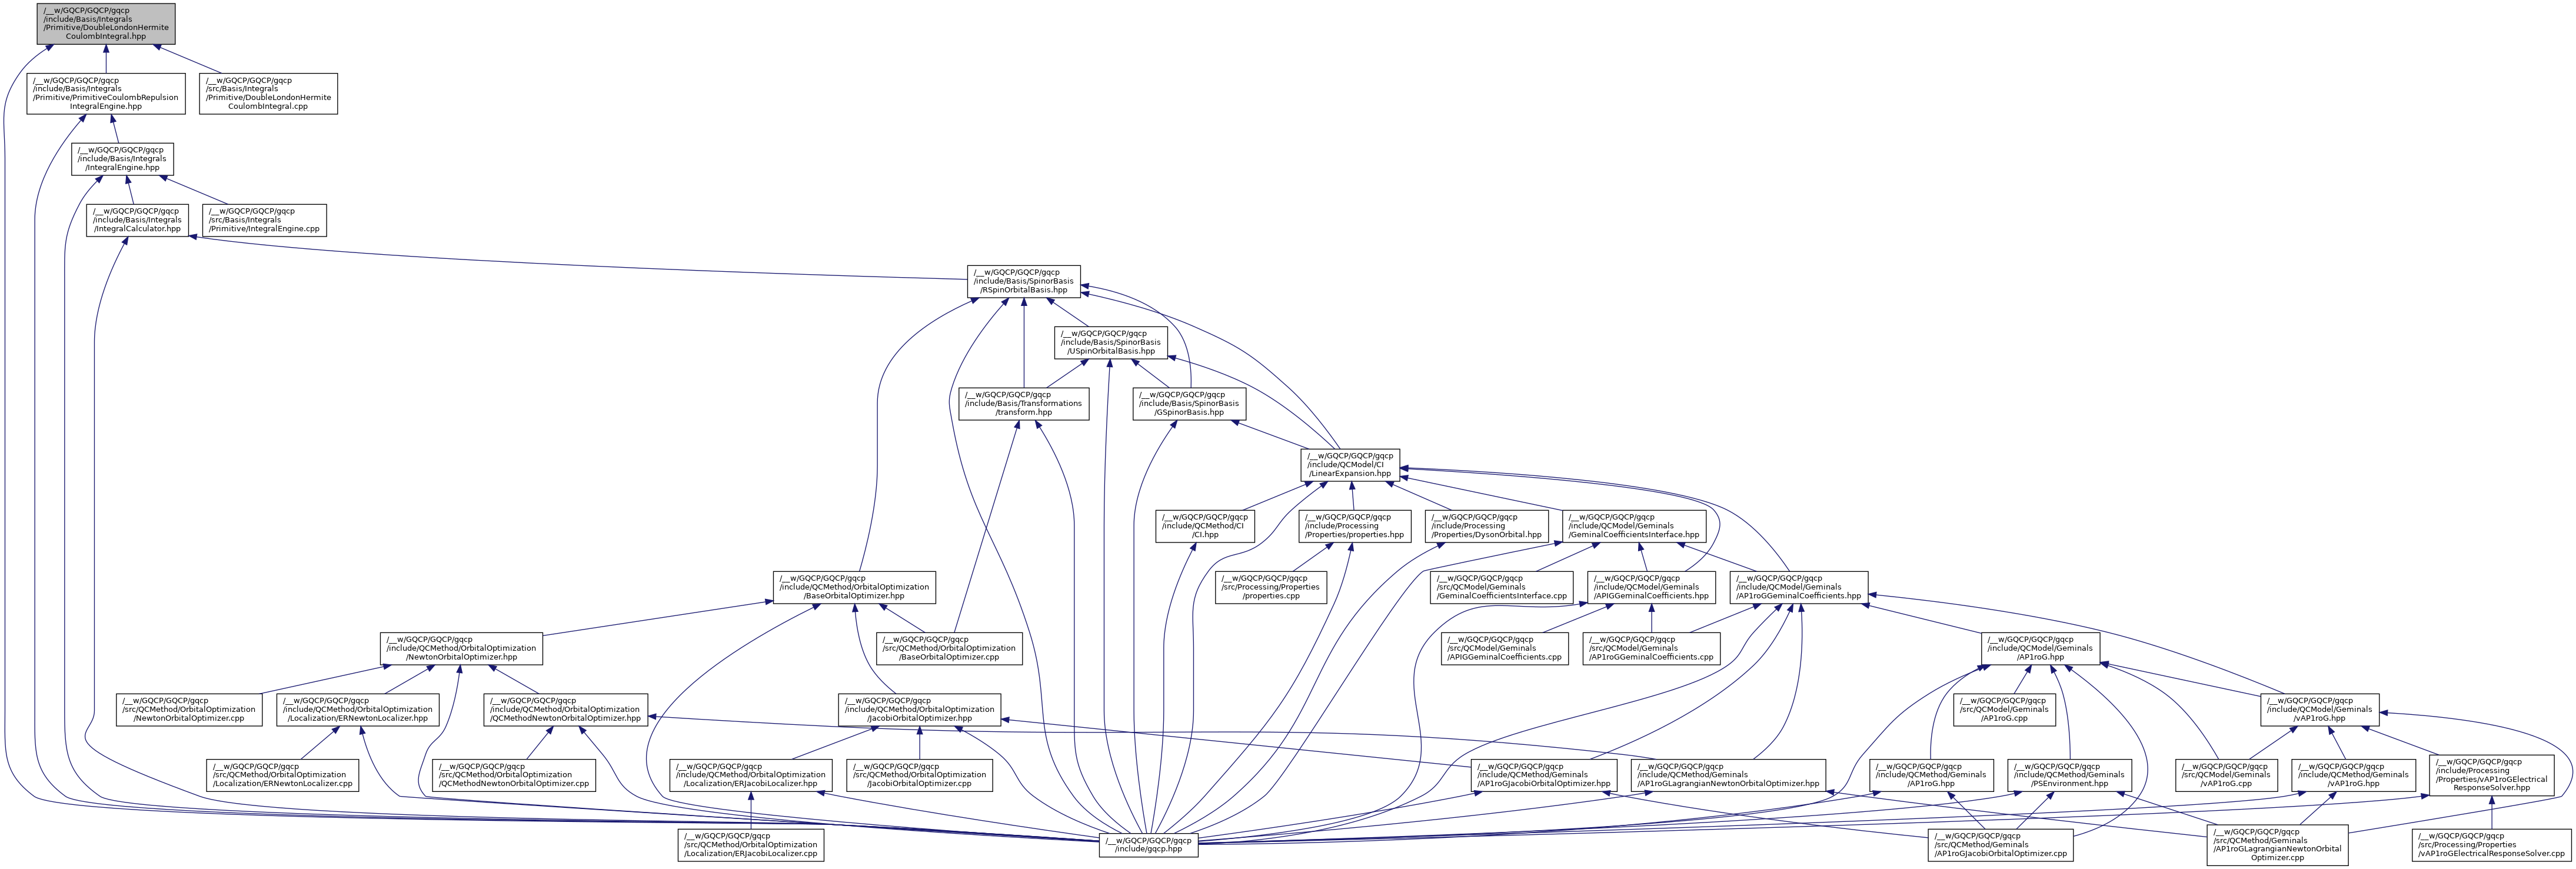 /__w/GQCP/GQCP/gqcp
/include/Basis/Integrals
/Primitive/DoubleLondonHermite
CoulombIntegral.hpp
/__w/GQCP/GQCP/gqcp
/include/Basis/Integrals
/Primitive/PrimitiveCoulombRepulsion
IntegralEngine.hpp
/__w/GQCP/GQCP/gqcp
/src/Basis/Integrals
/Primitive/DoubleLondonHermite
CoulombIntegral.cpp
/__w/GQCP/GQCP/gqcp
/include/Basis/Integrals
/IntegralEngine.hpp
/__w/GQCP/GQCP/gqcp
/include/Basis/Integrals
/IntegralCalculator.hpp
/__w/GQCP/GQCP/gqcp
/src/Basis/Integrals
/Primitive/IntegralEngine.cpp
/__w/GQCP/GQCP/gqcp
/include/Basis/SpinorBasis
/RSpinOrbitalBasis.hpp
/__w/GQCP/GQCP/gqcp
/include/Basis/SpinorBasis
/USpinOrbitalBasis.hpp
/__w/GQCP/GQCP/gqcp
/include/Basis/Transformations
/transform.hpp
/__w/GQCP/GQCP/gqcp
/include/Basis/SpinorBasis
/GSpinorBasis.hpp
/__w/GQCP/GQCP/gqcp
/include/QCModel/CI
/LinearExpansion.hpp
/__w/GQCP/GQCP/gqcp
/include/QCMethod/CI
/CI.hpp
/__w/GQCP/GQCP/gqcp
/include/Processing
/Properties/properties.hpp
/__w/GQCP/GQCP/gqcp
/include/Processing
/Properties/DysonOrbital.hpp
/__w/GQCP/GQCP/gqcp
/include/QCModel/Geminals
/GeminalCoefficientsInterface.hpp
/__w/GQCP/GQCP/gqcp
/include/QCMethod/OrbitalOptimization
/BaseOrbitalOptimizer.hpp
/__w/GQCP/GQCP/gqcp
/src/Processing/Properties
/properties.cpp
/__w/GQCP/GQCP/gqcp
/src/QCModel/Geminals
/GeminalCoefficientsInterface.cpp
/__w/GQCP/GQCP/gqcp
/include/QCModel/Geminals
/APIGGeminalCoefficients.hpp
/__w/GQCP/GQCP/gqcp
/include/QCModel/Geminals
/AP1roGGeminalCoefficients.hpp
/__w/GQCP/GQCP/gqcp
/include/QCMethod/OrbitalOptimization
/NewtonOrbitalOptimizer.hpp
/__w/GQCP/GQCP/gqcp
/src/QCMethod/OrbitalOptimization
/BaseOrbitalOptimizer.cpp
/__w/GQCP/GQCP/gqcp
/src/QCModel/Geminals
/APIGGeminalCoefficients.cpp
/__w/GQCP/GQCP/gqcp
/src/QCModel/Geminals
/AP1roGGeminalCoefficients.cpp
/__w/GQCP/GQCP/gqcp
/include/QCModel/Geminals
/AP1roG.hpp
/__w/GQCP/GQCP/gqcp
/src/QCMethod/OrbitalOptimization
/NewtonOrbitalOptimizer.cpp
/__w/GQCP/GQCP/gqcp
/include/QCMethod/OrbitalOptimization
/Localization/ERNewtonLocalizer.hpp
/__w/GQCP/GQCP/gqcp
/include/QCMethod/OrbitalOptimization
/QCMethodNewtonOrbitalOptimizer.hpp
/__w/GQCP/GQCP/gqcp
/include/QCMethod/OrbitalOptimization
/JacobiOrbitalOptimizer.hpp
/__w/GQCP/GQCP/gqcp
/src/QCModel/Geminals
/AP1roG.cpp
/__w/GQCP/GQCP/gqcp
/include/QCModel/Geminals
/vAP1roG.hpp
/__w/GQCP/GQCP/gqcp
/src/QCMethod/OrbitalOptimization
/Localization/ERNewtonLocalizer.cpp
/__w/GQCP/GQCP/gqcp
/src/QCMethod/OrbitalOptimization
/QCMethodNewtonOrbitalOptimizer.cpp
/__w/GQCP/GQCP/gqcp
/include/QCMethod/OrbitalOptimization
/Localization/ERJacobiLocalizer.hpp
/__w/GQCP/GQCP/gqcp
/src/QCMethod/OrbitalOptimization
/JacobiOrbitalOptimizer.cpp
/__w/GQCP/GQCP/gqcp
/include/QCMethod/Geminals
/AP1roGJacobiOrbitalOptimizer.hpp
/__w/GQCP/GQCP/gqcp
/include/QCMethod/Geminals
/AP1roGLagrangianNewtonOrbitalOptimizer.hpp
/__w/GQCP/GQCP/gqcp
/include/QCMethod/Geminals
/AP1roG.hpp
/__w/GQCP/GQCP/gqcp
/include/QCMethod/Geminals
/PSEnvironment.hpp
/__w/GQCP/GQCP/gqcp
/src/QCModel/Geminals
/vAP1roG.cpp
/__w/GQCP/GQCP/gqcp
/include/QCMethod/Geminals
/vAP1roG.hpp
/__w/GQCP/GQCP/gqcp
/include/Processing
/Properties/vAP1roGElectrical
ResponseSolver.hpp
/__w/GQCP/GQCP/gqcp
/src/QCMethod/OrbitalOptimization
/Localization/ERJacobiLocalizer.cpp
/__w/GQCP/GQCP/gqcp
/include/gqcp.hpp
/__w/GQCP/GQCP/gqcp
/src/QCMethod/Geminals
/AP1roGJacobiOrbitalOptimizer.cpp
/__w/GQCP/GQCP/gqcp
/src/QCMethod/Geminals
/AP1roGLagrangianNewtonOrbital
Optimizer.cpp
/__w/GQCP/GQCP/gqcp
/src/Processing/Properties
/vAP1roGElectricalResponseSolver.cpp